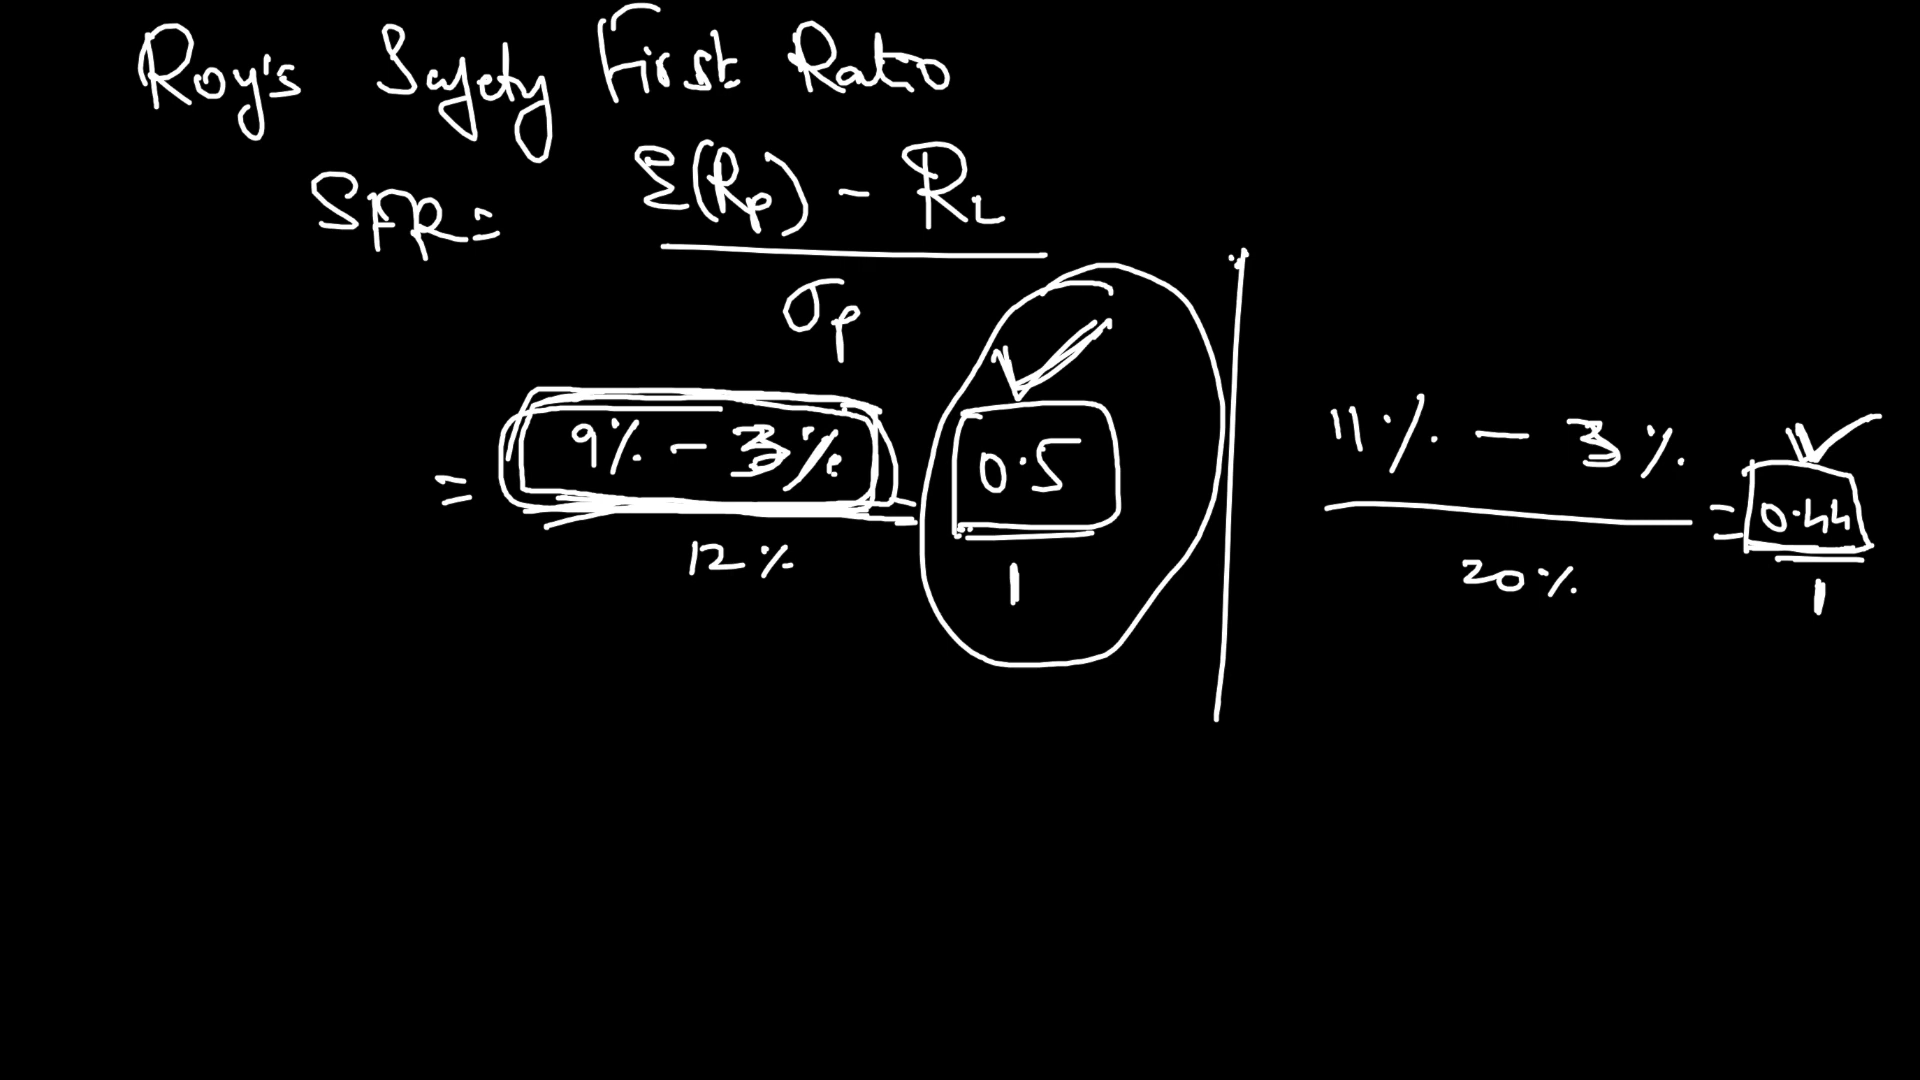 Roy's Safety First Ratio
SFR = Σ(Rp) - RL
σp
= 9% - 3% = 0.5
12% 1
11% - 3% = 0.44
20% 1